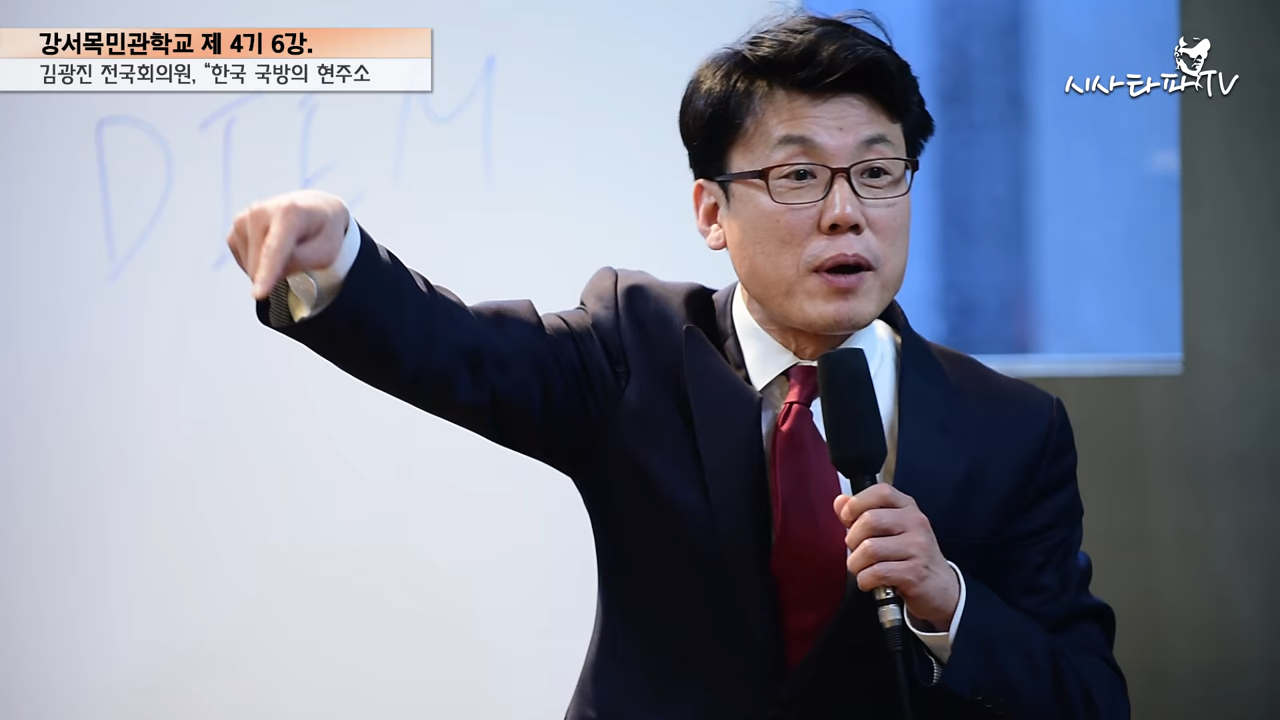 강서목민관학교 제 4기 6강.
김광진 전국회의원, “한국 국방의 현주소
시사타파TV
DIEM